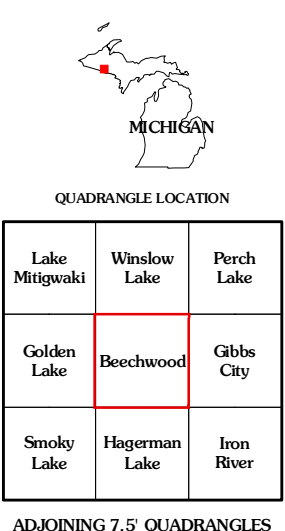 MICHIGAN
QUADRANGLE LOCATION
Lake Mitigwaki
Winslow Lake
Perch Lake
Golden Lake
Beechwood
Gibbs City
Smoky Lake
Hagerman Lake
Iron River
ADJOINING 7.5' QUADRANGLES